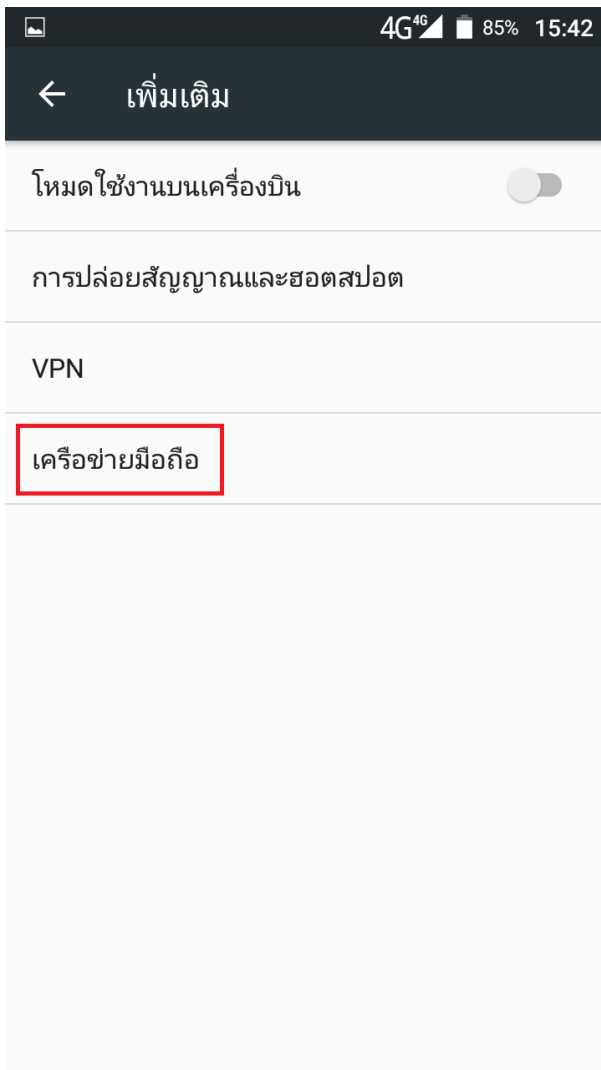 4G 4G 85% 15:42
เพิ่มเติม
โหมดใช้งานบนเครื่องบิน
การปล่อยสัญญาณและฮอตสปอต
VPN
เครือข่ายมือถือ